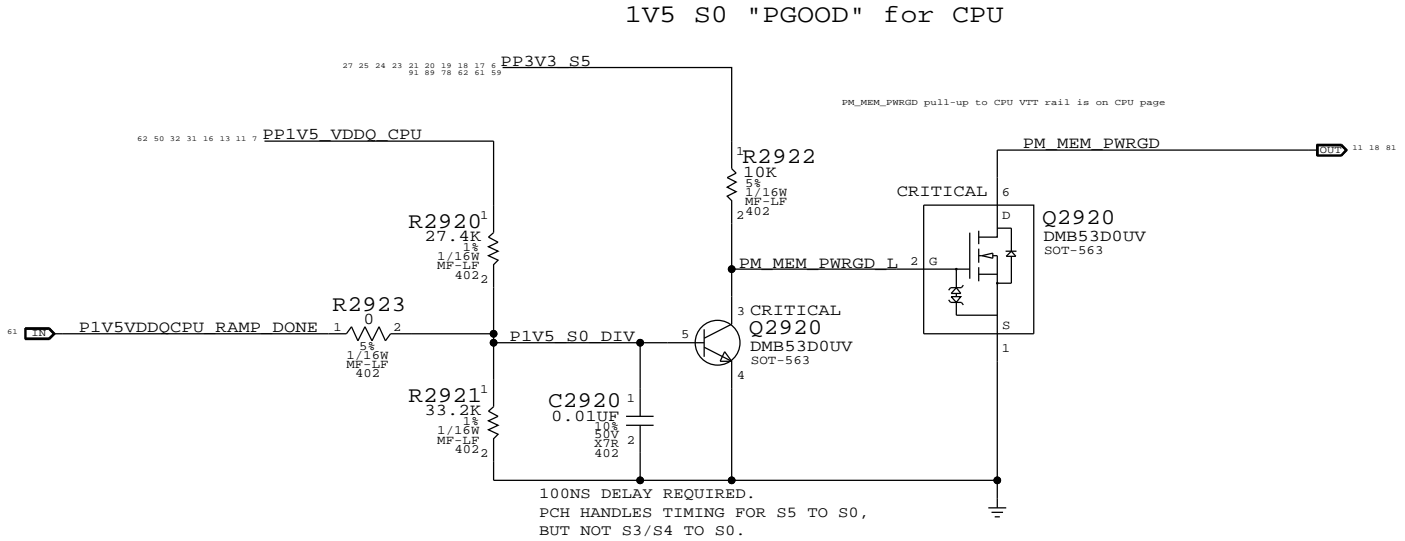 1V5 S0 "PGOOD" for CPU
27 25 24 23 21 20 19 18 17 6 PP3V3_S5
91 89 78 62 61 59
PM_MEM_PWRGD pull-up to CPU VTT rail is on CPU page
62 50 32 31 16 13 11 7 PP1V5_VDDQ_CPU
PM_MEM_PWRGD
OUT 11 18 81
1
R2922
10K
5%
1/16W
MF-LF
402
2
CRITICAL 6
D
Q2920
DMB53D0UV
SOT-563
R2920 1
27.4K
1%
1/16W
MF-LF
402
2
PM_MEM_PWRGD_L 2 G
S
1
R2923
0
61 IN P1V5VDDQCPU_RAMP_DONE 1 2
5%
1/16W
MF-LF
402
3 CRITICAL
Q2920
DMB53D0UV
SOT-563
P1V5_S0_DIV 5
4
R2921 1
33.2K
1%
1/16W
MF-LF
402
2
C2920 1
0.01UF
10%
50V
X7R
402
2
100NS DELAY REQUIRED.
PCH HANDLES TIMING FOR S5 TO S0,
BUT NOT S3/S4 TO S0.